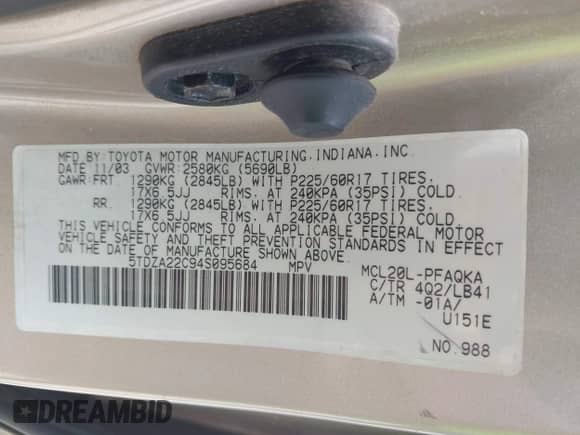 MFD.BY:TOYOTA MOTOR MANUFACTURING,INDIANA,INC.
DATE 11/03 GVWR:2580KG (5690LB)
GAWR:FRT 1290KG (2845LB) WITH P225/60R17 TIRES.
17X6.5JJ RIMS. AT 240KPA (35PSI) COLD.
RR 1290KG (2845LB) WITH P225/60R17 TIRES.
17X6.5JJ RIMS. AT 240KPA (35PSI) COLD.
THIS VEHICLE CONFORMS TO ALL APPLICABLE FEDERAL MOTOR
VEHICLE SAFETY AND THEFT PREVENTION STANDARDS IN EFFECT
ON THE DATE OF MANUFACTURE SHOWN ABOVE.
5TDZA22C94S095684 MPV
MCL20L-PFAQKA
C/TR 4Q2/LB41
A/TM -01A/
U151E
NO.988
DREAMBID